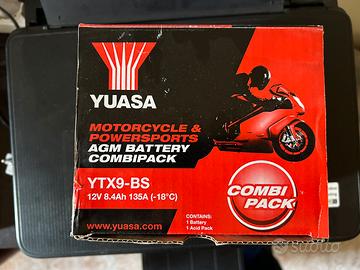 YUASA
MOTORCYCLE &
POWERSPORTS
AGM BATTERY
COMBIPACK
YTX9-BS
12V 8.4Ah 135A (-18°C)
www.yuasa.com
CONTAINS:
1 Battery
1 Acid Pack
COMBI
PACK
subito